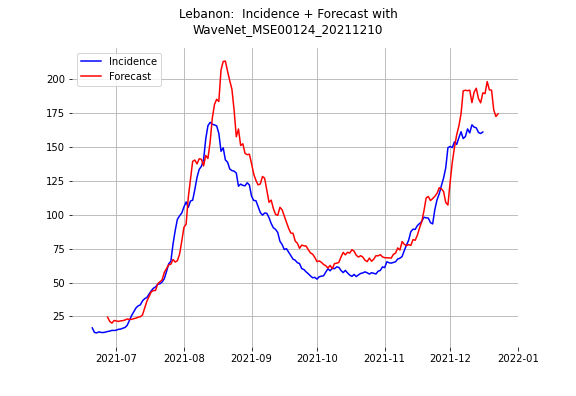 Lebanon:  Incidence + Forecast with
WaveNet_MSE00124_20211210
Incidence
Forecast
200
175
150
125
100
75
50
25
2021-07 2021-08 2021-09 2021-10 2021-11 2021-12 2022-01